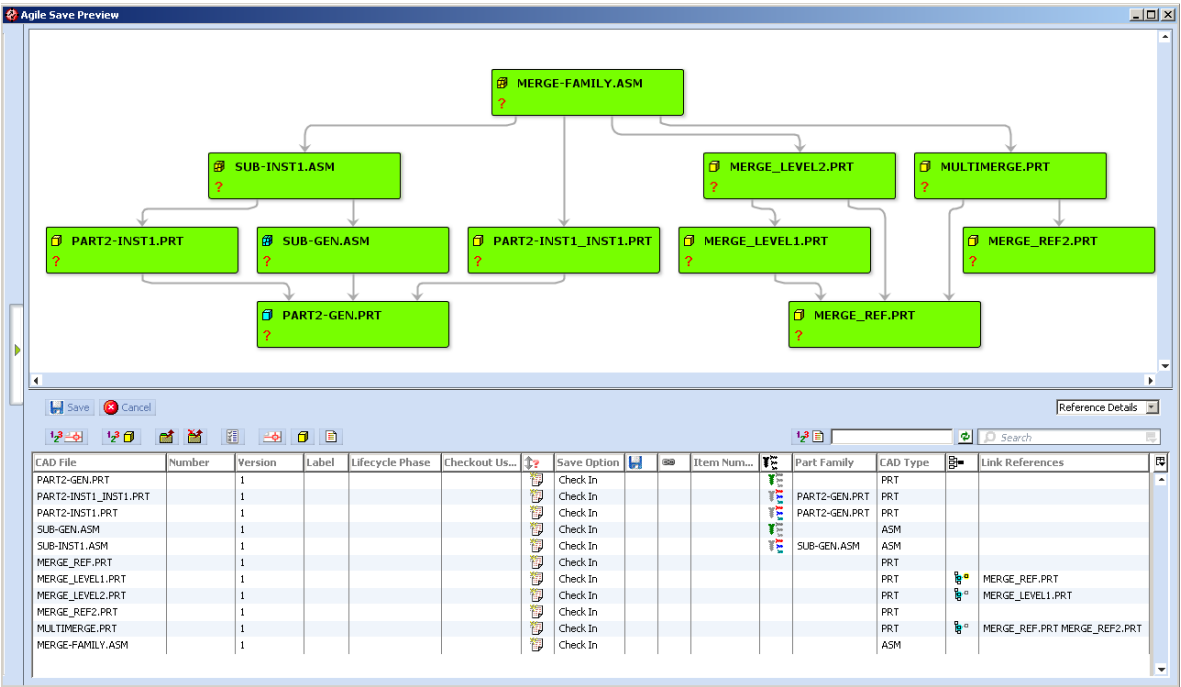 Agile Save Preview
MERGE-FAMILY.ASM
?
SUB-INST1.ASM
?
MERGE_LEVEL2.PRT
?
MULTIMERGE.PRT
?
PART2-INST1.PRT
?
SUB-GEN.ASM
?
PART2-INST1_INST1.PRT
?
MERGE_LEVEL1.PRT
?
MERGE_REF2.PRT
?
PART2-GEN.PRT
?
MERGE_REF.PRT
?
Save Cancel Reference Details
Search
CAD File Number Version Label Lifecycle Phase Checkout Us... Save Option Item Num... Part Family CAD Type Link References
PART2-GEN.PRT 1 Check In PRT
PART2-INST1_INST1.PRT 1 Check In PART2-GEN.PRT PRT
PART2-INST1.PRT 1 Check In PART2-GEN.PRT PRT
SUB-GEN.ASM 1 Check In ASM
SUB-INST1.ASM 1 Check In SUB-GEN.ASM ASM
MERGE_REF.PRT 1 Check In PRT
MERGE_LEVEL1.PRT 1 Check In PRT MERGE_REF.PRT
MERGE_LEVEL2.PRT 1 Check In PRT MERGE_LEVEL1.PRT
MERGE_REF2.PRT 1 Check In PRT
MULTIMERGE.PRT 1 Check In PRT MERGE_REF.PRT MERGE_REF2.PRT
MERGE-FAMILY.ASM 1 Check In ASM